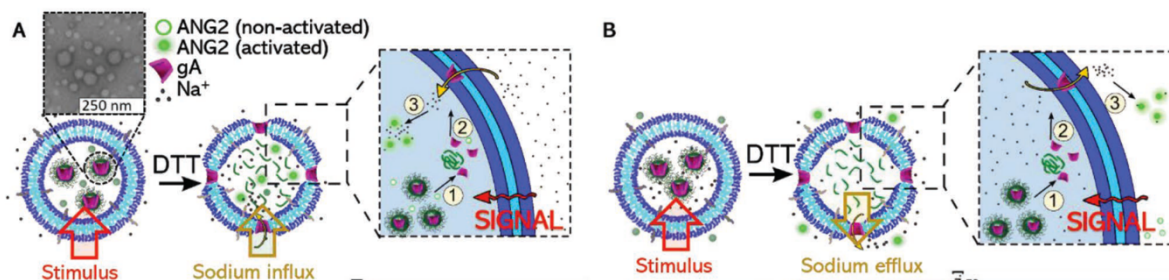 A
ANG2 (non-activated)
ANG2 (activated)
gA
Na⁺
250 nm
DTT
Stimulus
Sodium influx
3
2
1
SIGNAL
B
DTT
Stimulus
Sodium efflux
3
2
1
SIGNAL